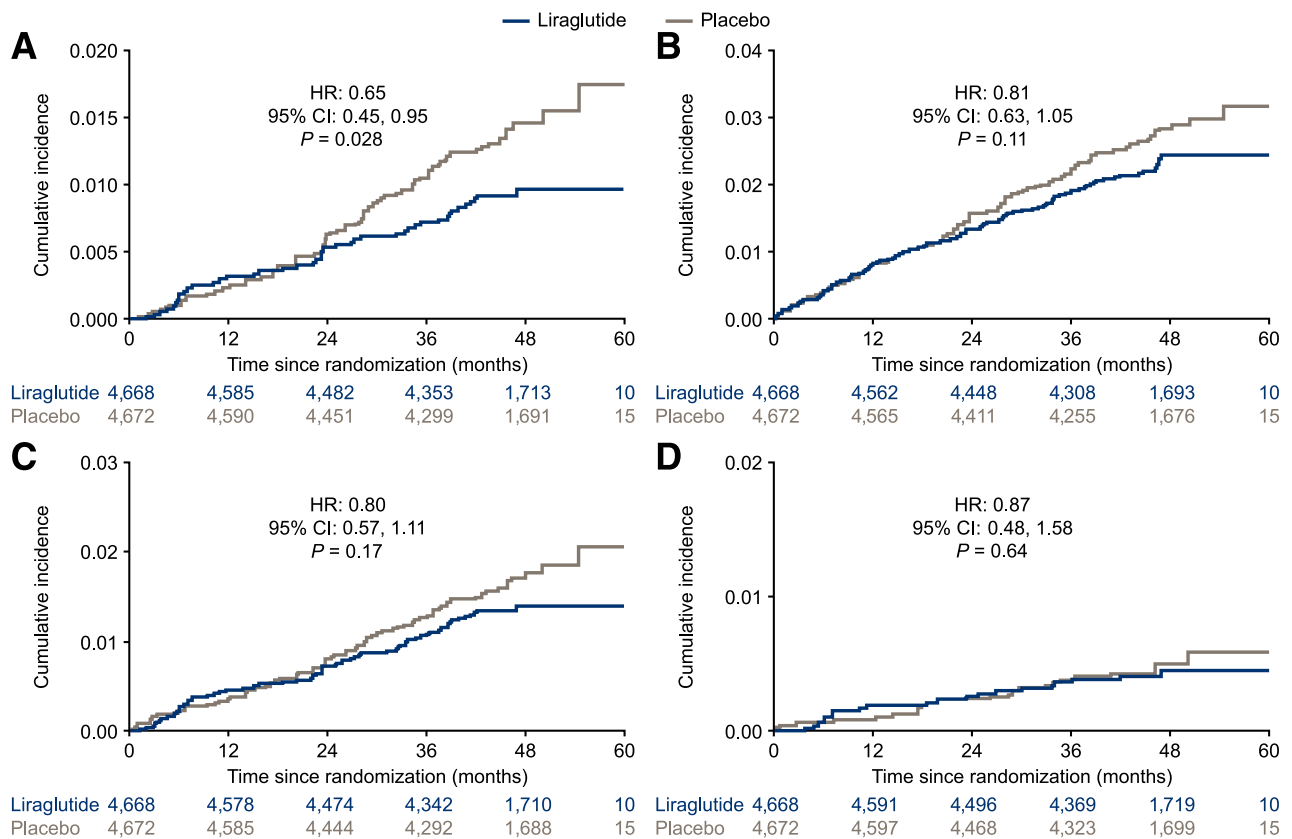 Liraglutide Placebo
A
0.020
0.015
0.010
0.005
0.000
Cumulative incidence
HR: 0.65
95% CI: 0.45, 0.95
P = 0.028
0 12 24 36 48 60
Time since randomization (months)
Liraglutide 4,668 4,585 4,482 4,353 1,713 10
Placebo 4,672 4,590 4,451 4,299 1,691 15
B
0.04
0.03
0.02
0.01
0.00
Cumulative incidence
HR: 0.81
95% CI: 0.63, 1.05
P = 0.11
0 12 24 36 48 60
Time since randomization (months)
Liraglutide 4,668 4,562 4,448 4,308 1,693 10
Placebo 4,672 4,565 4,411 4,255 1,676 15
C
0.03
0.02
0.01
0.00
Cumulative incidence
HR: 0.80
95% CI: 0.57, 1.11
P = 0.17
0 12 24 36 48 60
Time since randomization (months)
Liraglutide 4,668 4,578 4,474 4,342 1,710 10
Placebo 4,672 4,585 4,444 4,292 1,688 15
D
0.02
0.01
0.00
Cumulative incidence
HR: 0.87
95% CI: 0.48, 1.58
P = 0.64
0 12 24 36 48 60
Time since randomization (months)
Liraglutide 4,668 4,591 4,496 4,369 1,719 10
Placebo 4,672 4,597 4,468 4,323 1,699 15